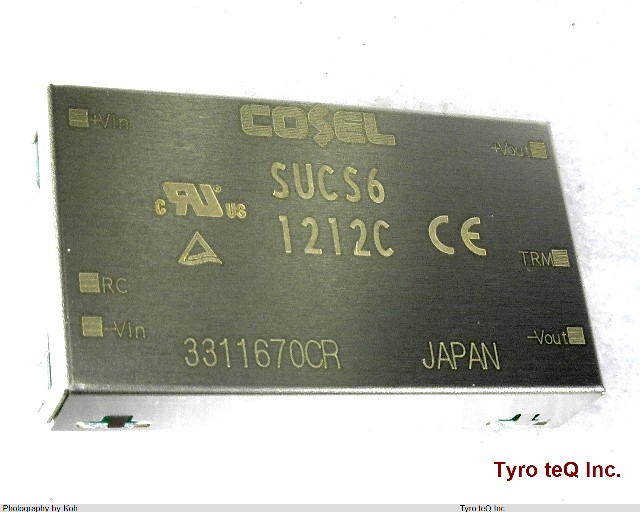 COSEL
+Vin
+Vout
SUCS6
C RU ® US
1212C
CE
TRM
RC
-Vin
-Vout
3311670CR
JAPAN
Tyro teQ Inc.
Photography by Koh
Tyro teQ Inc